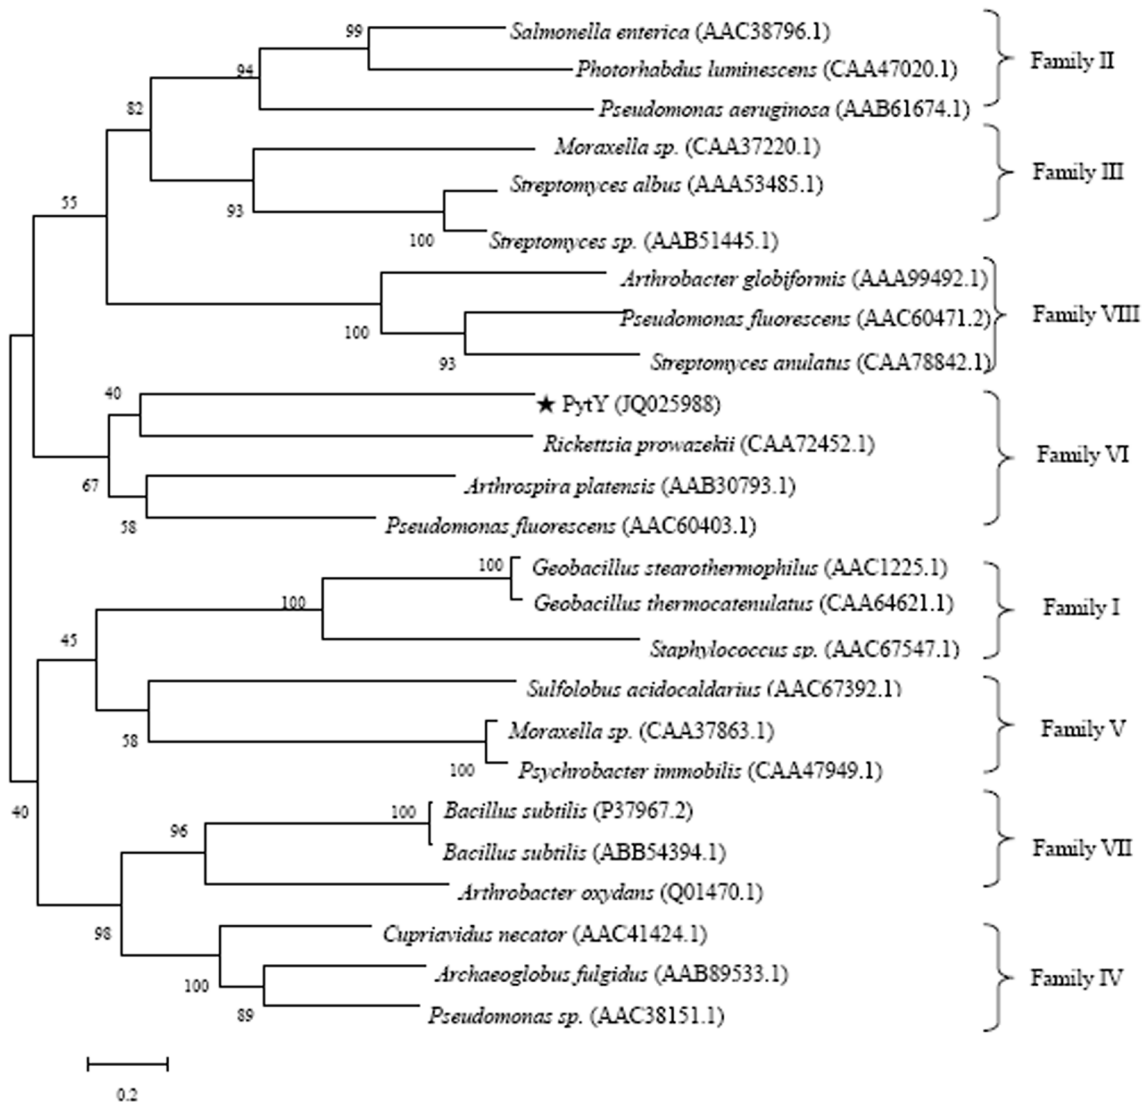 99
Salmonella enterica (AAC38796.1)
Family II
94
Photorhabdus luminescens (CAA47020.1)
82
Pseudomonas aeruginosa (AAB61674.1)
Moraxella sp. (CAA37220.1)
Family III
Streptomyces albus (AAA53485.1)
55
93
100
Streptomyces sp. (AAB51445.1)
Arthrobacter globiformis (AAA99492.1)
Family VIII
100
Pseudomonas fluorescens (AAC60471.2)
93
Streptomyces anulatus (CAA78842.1)
40
★ PytY (JQ025988)
Rickettsia prowazekii (CAA72452.1)
Family VI
67
Arthrospira platensis (AAB30793.1)
58
Pseudomonas fluorescens (AAC60403.1)
100
Geobacillus stearothermophilus (AAC1225.1)
100
Geobacillus thermocatenulatus (CAA64621.1)
Family I
45
Staphylococcus sp. (AAC67547.1)
Sulfolobus acidocaldarius (AAC67392.1)
58
Moraxella sp. (CAA37863.1)
Family V
100
Psychrobacter immobilis (CAA47949.1)
40
100
Bacillus subtilis (P37967.2)
96
Bacillus subtilis (ABB54394.1)
Family VII
Arthrobacter oxydans (Q01470.1)
98
Cupriavidus necator (AAC41424.1)
100
Archaeoglobus fulgidus (AAB89533.1)
Family IV
89
Pseudomonas sp. (AAC38151.1)
0.2